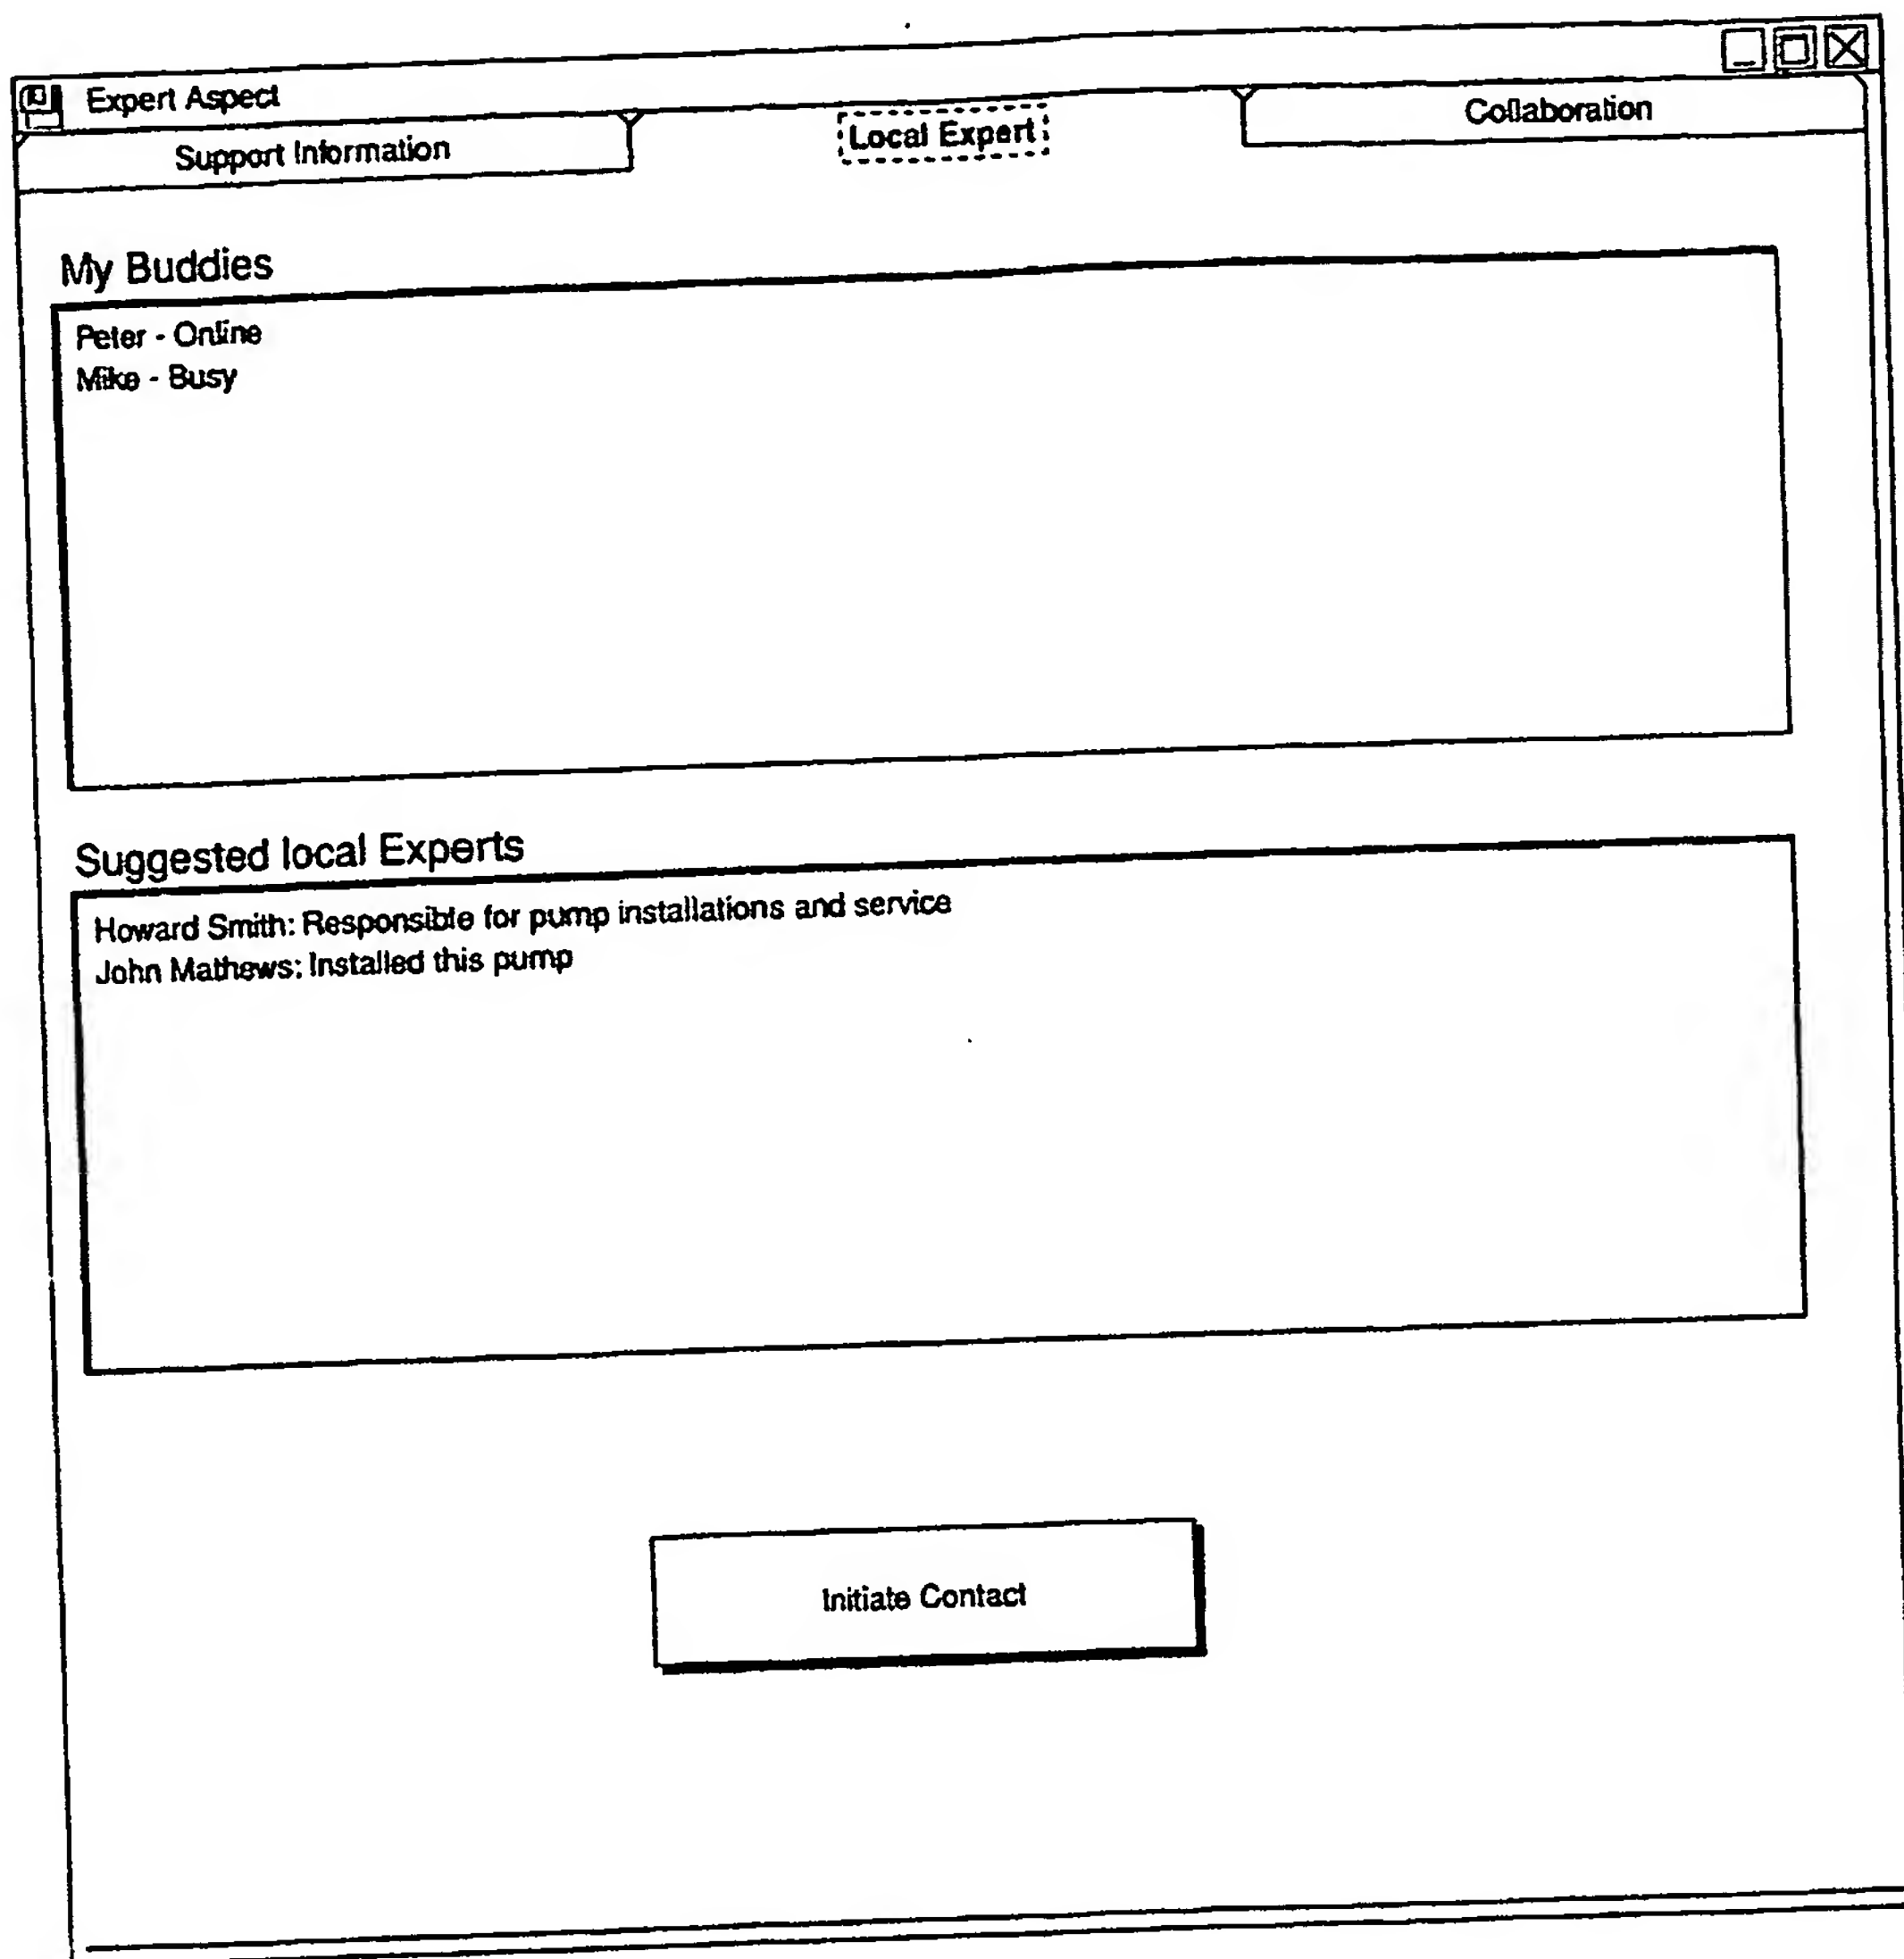 Expert Aspect
Support Information
Local Expert
Collaboration
My Buddies
Peter - Online
Mike - Busy
Suggested local Experts
Howard Smith: Responsible for pump installations and service
John Mathews: Installed this pump
Initiate Contact